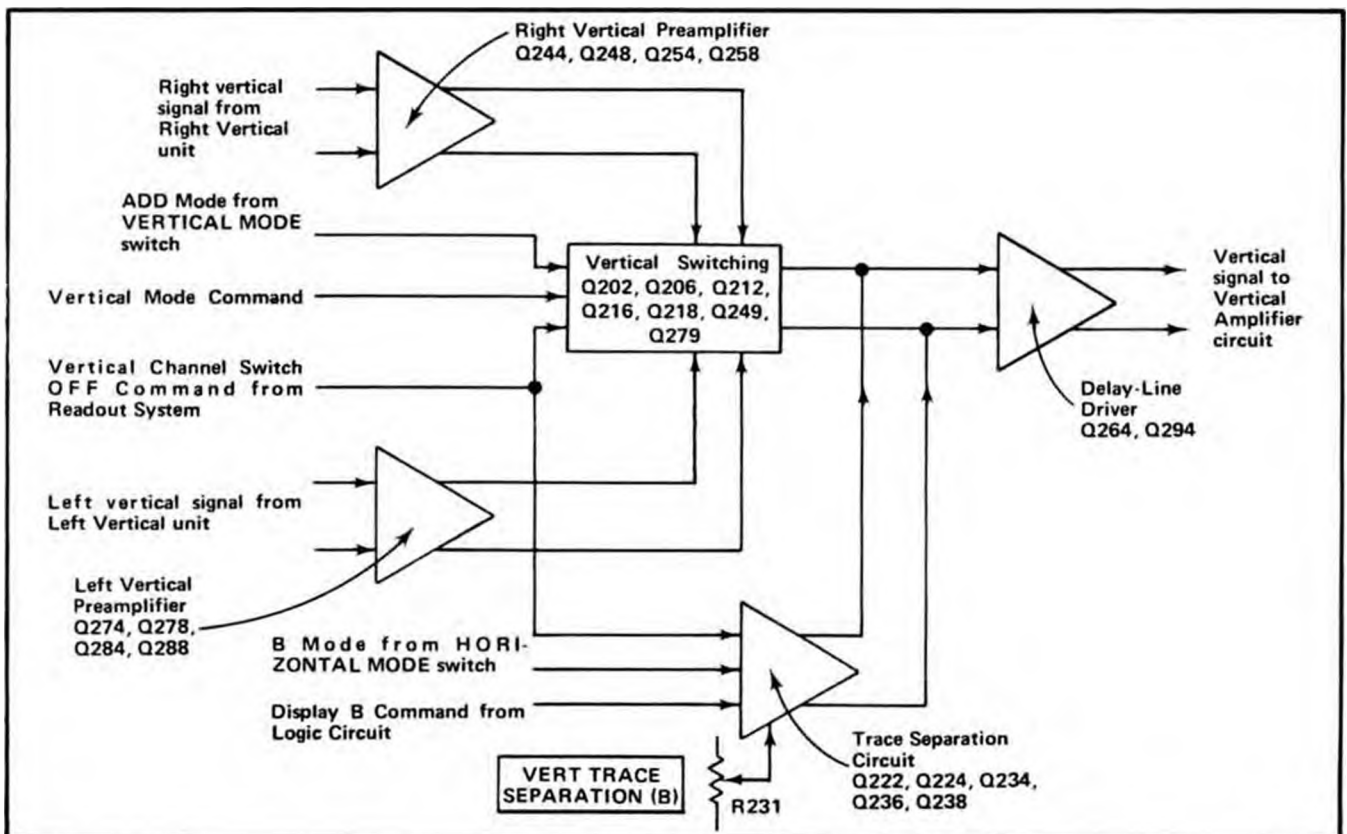 Right Vertical Preamplifier
Q244, Q248, Q254, Q258
Right vertical
signal from
Right Vertical
unit
ADD Mode from
VERTICAL MODE
switch
Vertical Mode Command
Vertical Channel Switch
OFF Command from
Readout System
Vertical Switching
Q202, Q206, Q212,
Q216, Q218, Q249,
Q279
Vertical
signal to
Vertical
Amplifier
circuit
Delay-Line
Driver
Q264, Q294
Left vertical signal from
Left Vertical unit
Left Vertical
Preamplifier
Q274, Q278,
Q284, Q288
B Mode from HORI-
ZONTAL MODE switch
Display B Command from
Logic Circuit
VERT TRACE
SEPARATION (B)
R231
Trace Separation
Circuit
Q222, Q224, Q234,
Q236, Q238